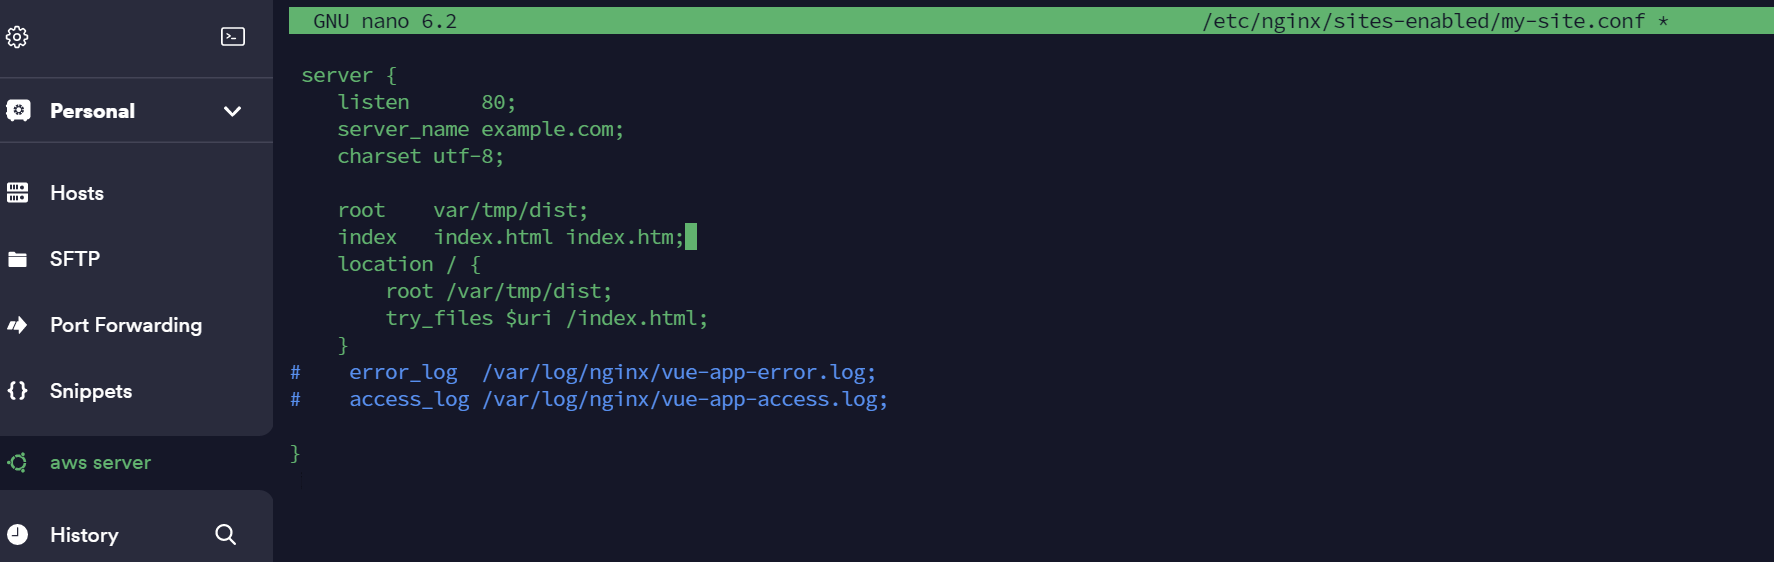 GNU nano 6.2 /etc/nginx/sites-enabled/my-site.conf *
Personal
Hosts
SFTP
Port Forwarding
Snippets
aws server
History
server {
listen 80;
server_name example.com;
charset utf-8;
root var/tmp/dist;
index index.html index.htm;
location / {
root /var/tmp/dist;
try_files $uri /index.html;
}
# error_log /var/log/nginx/vue-app-error.log;
# access_log /var/log/nginx/vue-app-access.log;
}